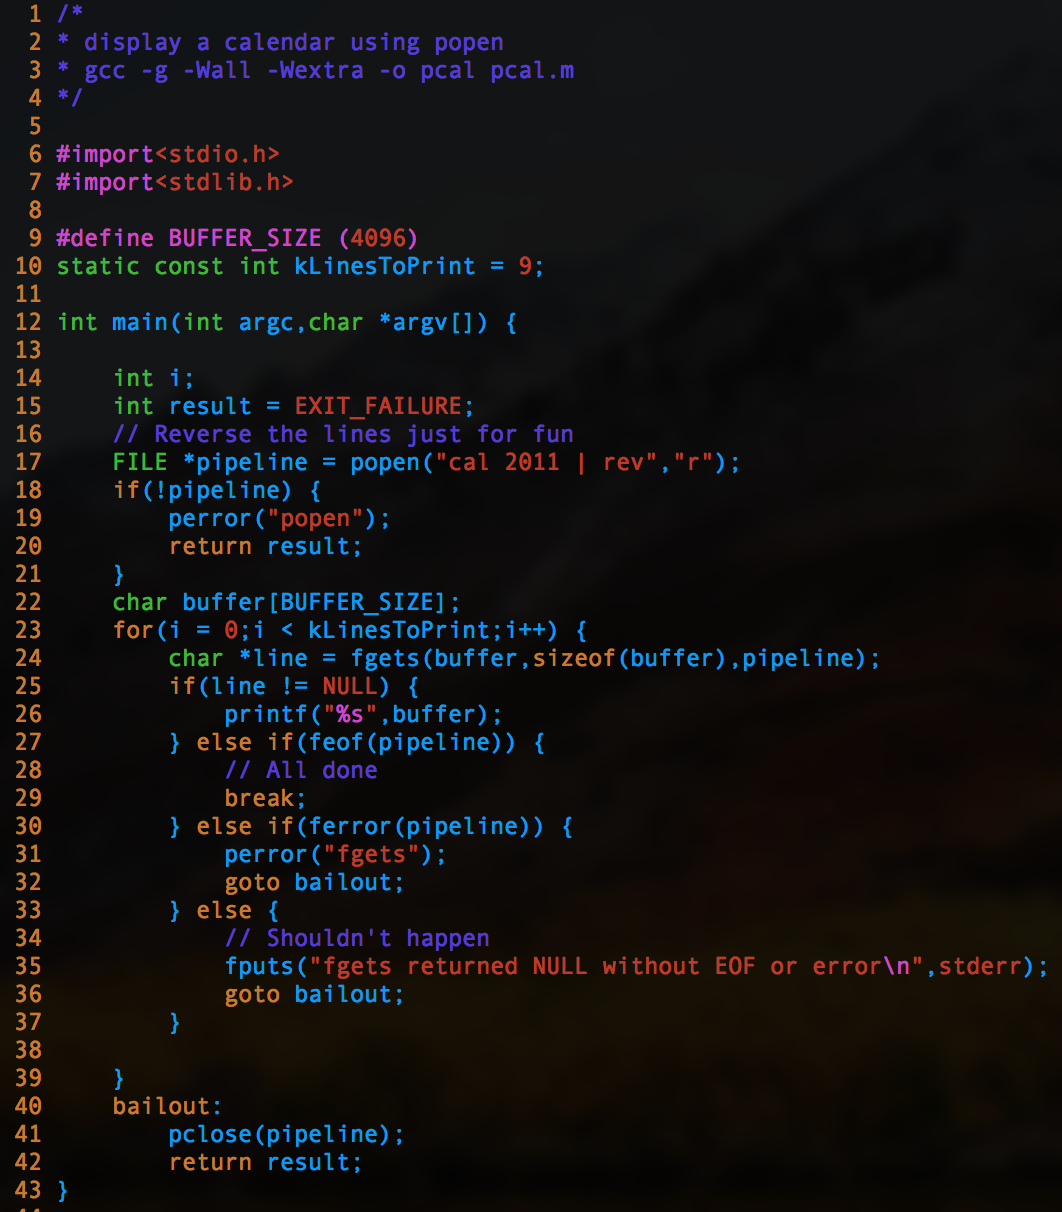 1 /*
2 * display a calendar using popen
3 * gcc -g -Wall -Wextra -o pcal pcal.m
4 */
5
6 #import<stdio.h>
7 #import<stdlib.h>
8
9 #define BUFFER_SIZE (4096)
10 static const int kLinesToPrint = 9;
11
12 int main(int argc,char *argv[]) {
13
14     int i;
15     int result = EXIT_FAILURE;
16     // Reverse the lines just for fun
17     FILE *pipeline = popen("cal 2011 | rev","r");
18     if(!pipeline) {
19         perror("popen");
20         return result;
21     }
22     char buffer[BUFFER_SIZE];
23     for(i = 0;i < kLinesToPrint;i++) {
24         char *line = fgets(buffer,sizeof(buffer),pipeline);
25         if(line != NULL) {
26             printf("%s",buffer);
27         } else if(feof(pipeline)) {
28             // All done
29             break;
30         } else if(ferror(pipeline)) {
31             perror("fgets");
32             goto bailout;
33         } else {
34             // Shouldn't happen
35             fputs("fgets returned NULL without EOF or error\n",stderr);
36             goto bailout;
37         }
38
39     }
40     bailout:
41         pclose(pipeline);
42         return result;
43 }